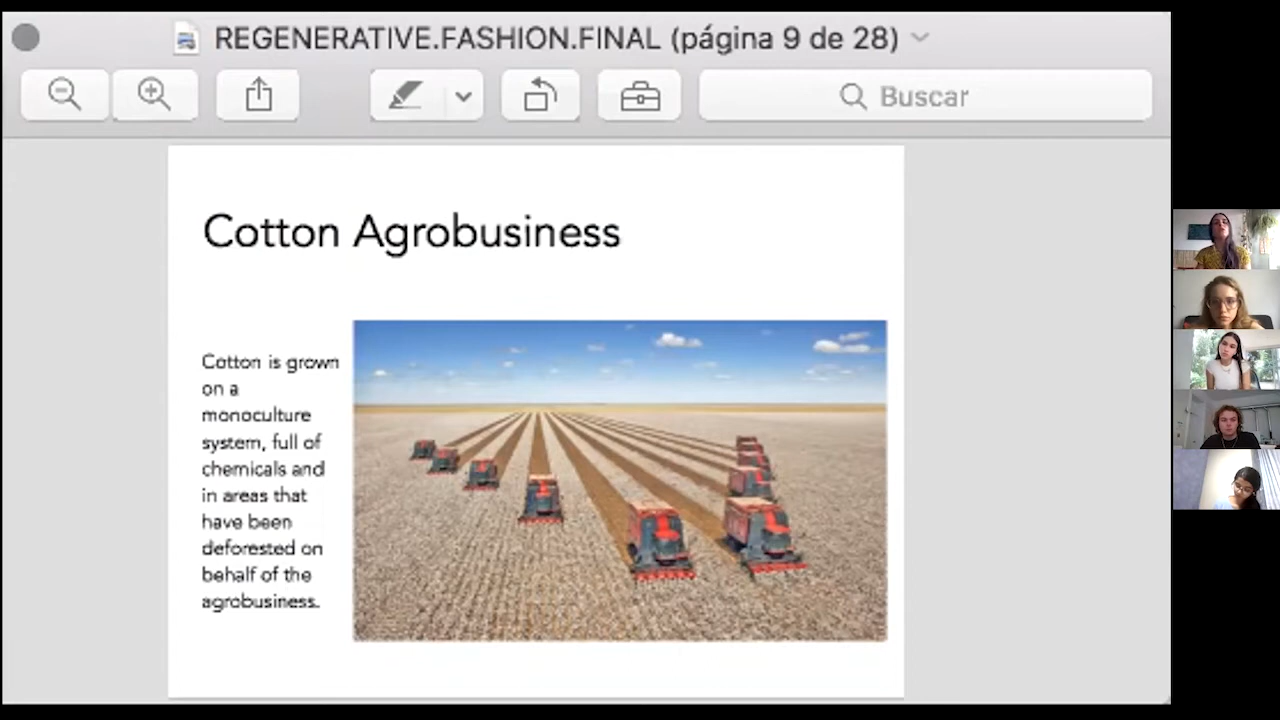 REGENERATIVE.FASHION.FINAL (página 9 de 28)
Buscar
Cotton Agrobusiness
Cotton is grown
on a
monoculture
system, full of
chemicals and
in areas that
have been
deforested on
behalf of the
agrobusiness.